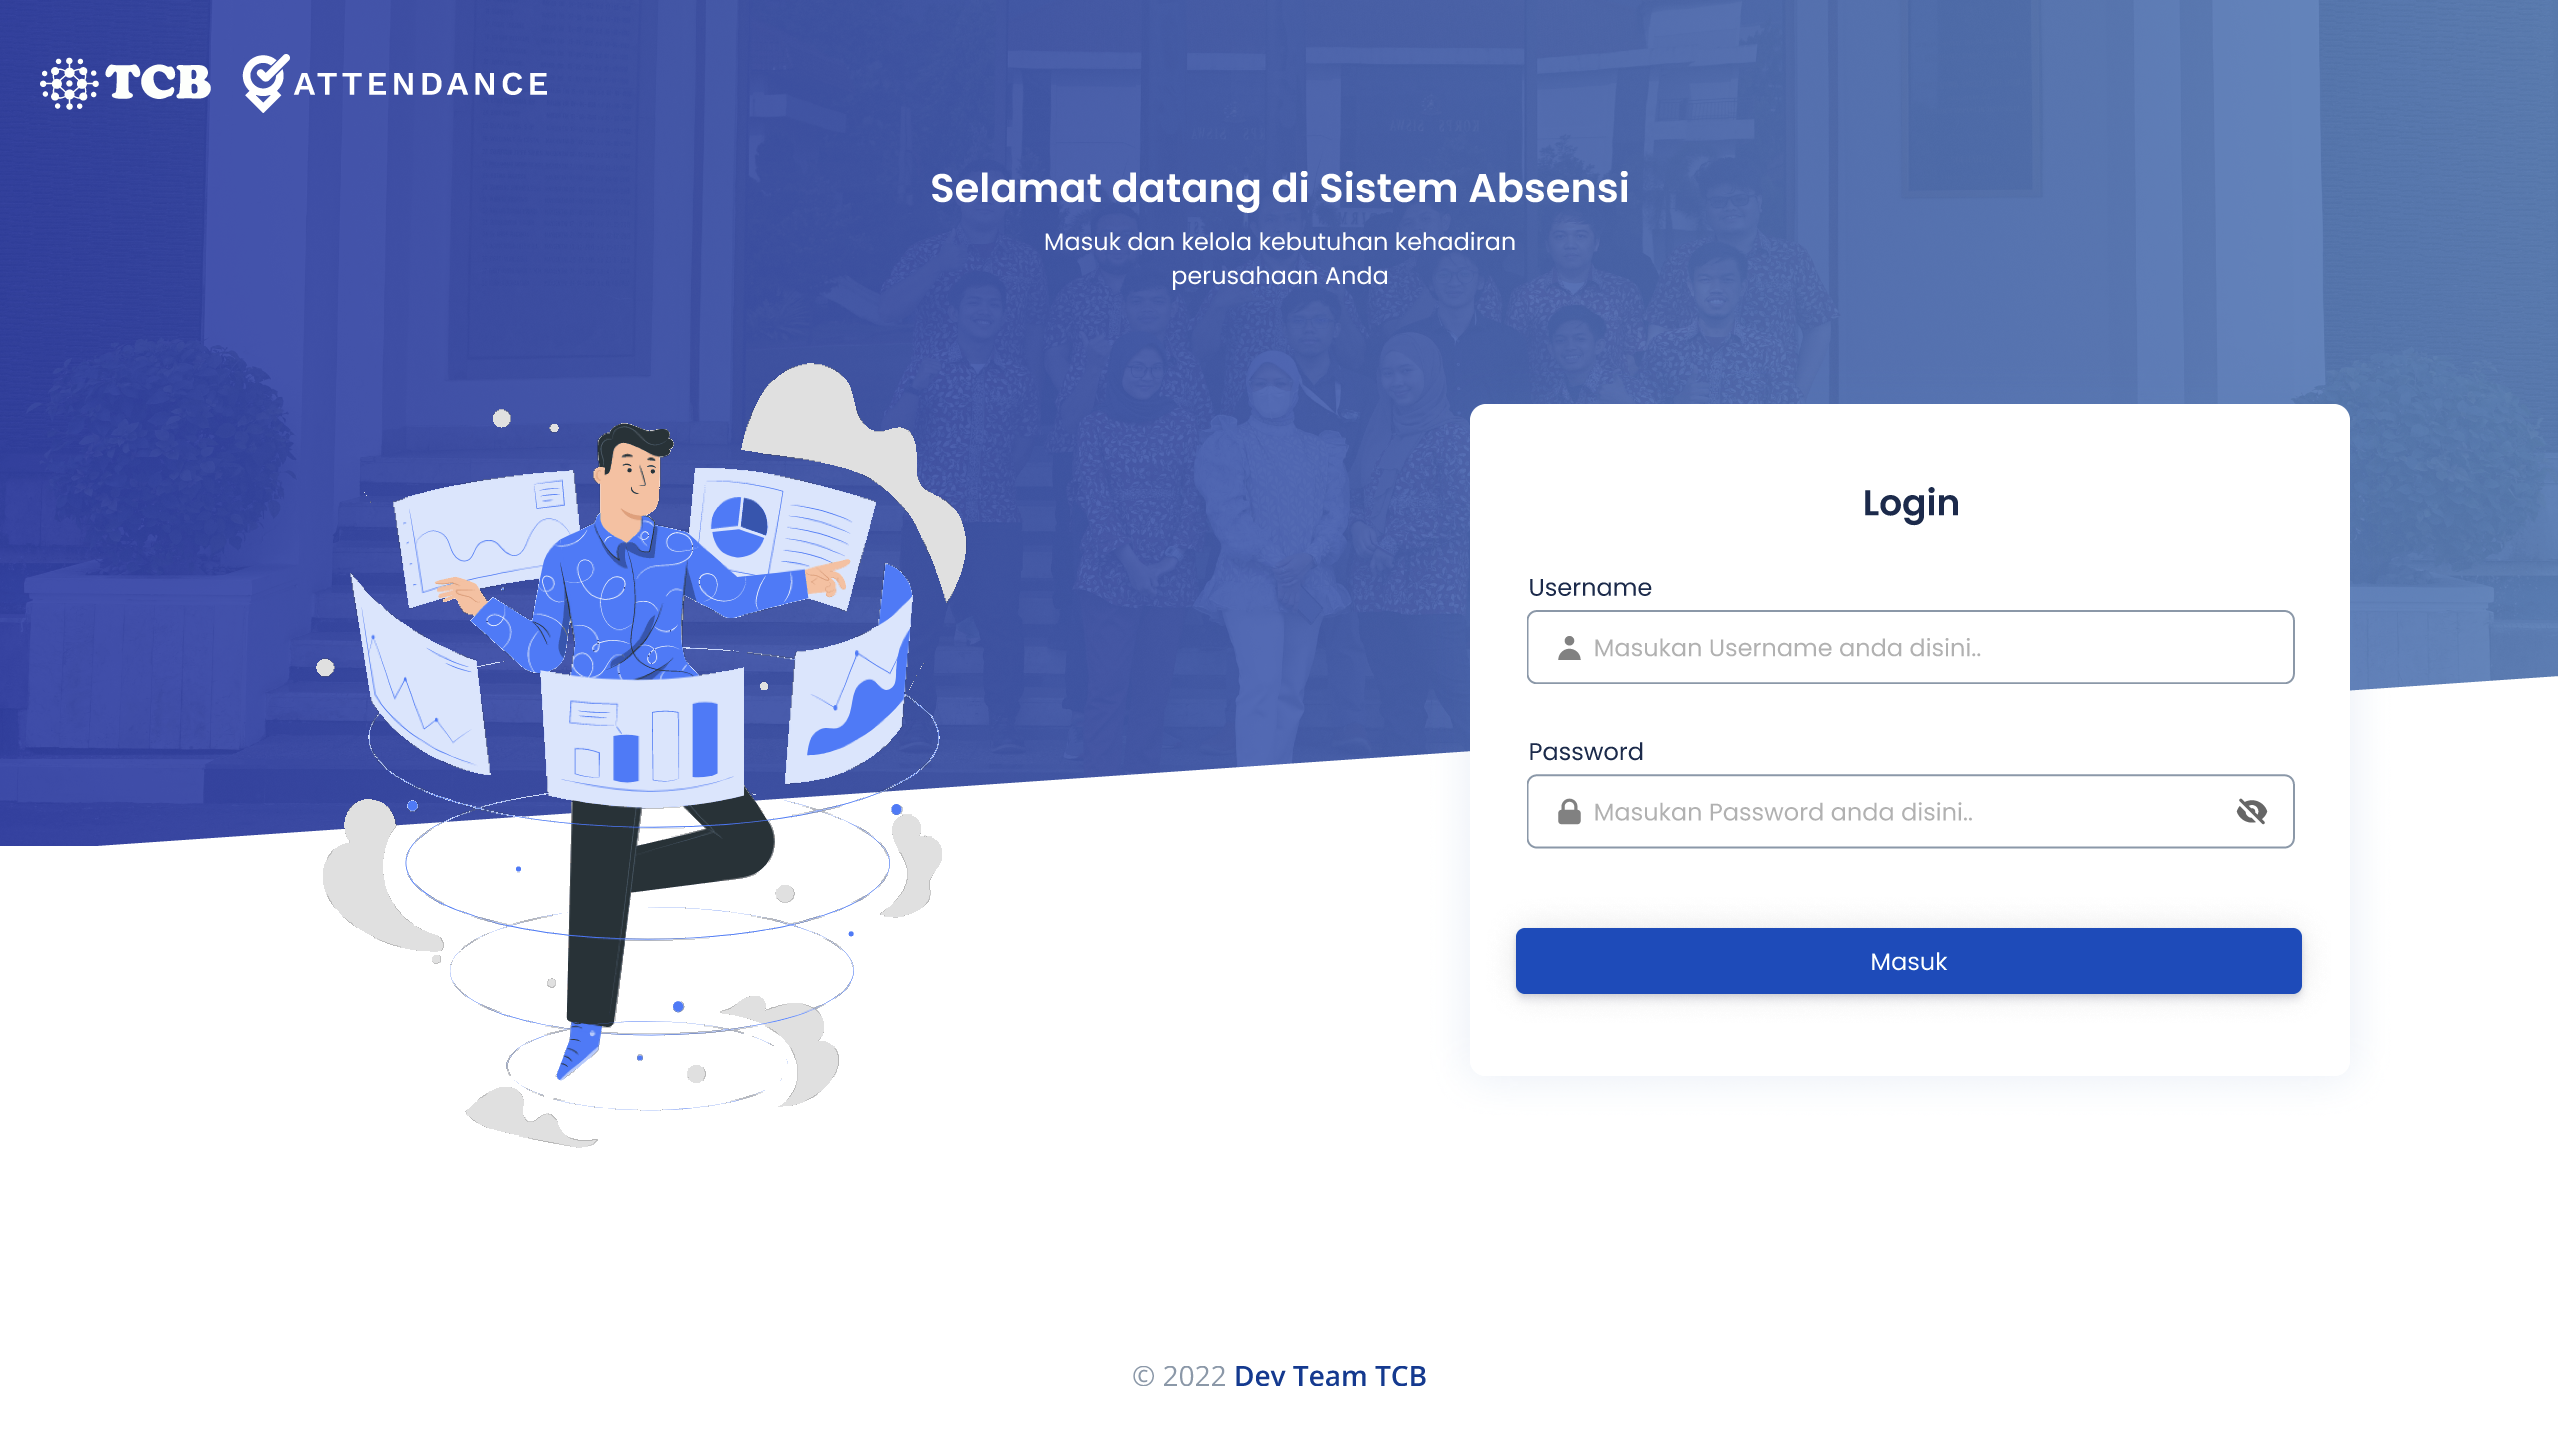 TCB ATTENDANCE
Selamat datang di Sistem Absensi
Masuk dan kelola kebutuhan kehadiran
perusahaan Anda
Login
Username
Masukan Username anda disini..
Password
Masukan Password anda disini..
Masuk
© 2022 Dev Team TCB